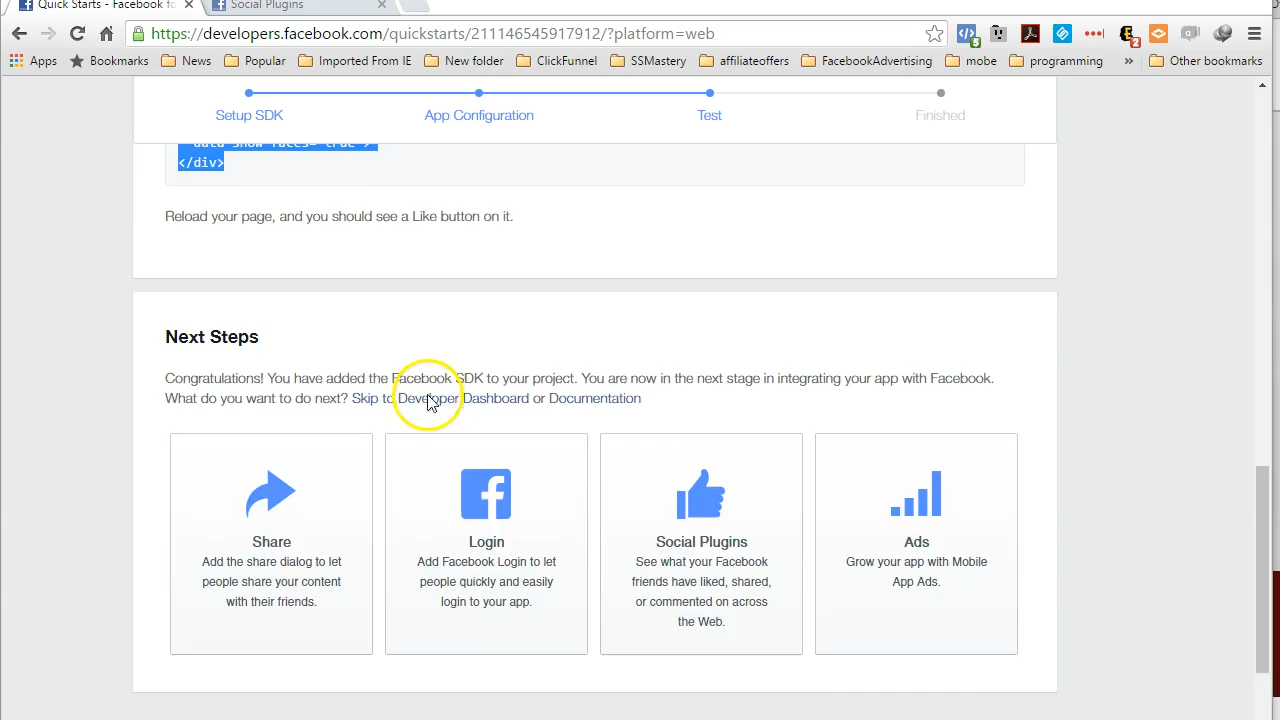 Quick Starts - Facebook fo
Social Plugins
https://developers.facebook.com/quickstarts/211146545917912/?platform=web
5
2
Apps Bookmarks News Popular Imported From IE New folder ClickFunnel SSMastery affiliateoffers FacebookAdvertising mobe programming » Other bookmarks
Setup SDK App Configuration Test Finished
data-show-faces="true">
</div>
Reload your page, and you should see a Like button on it.
Next Steps
Congratulations! You have added the Facebook SDK to your project. You are now in the next stage in integrating your app with Facebook.
What do you want to do next? Skip to Developer Dashboard or Documentation
Share
Add the share dialog to let
people share your content
with their friends.
Login
Add Facebook Login to let
people quickly and easily
login to your app.
Social Plugins
See what your Facebook
friends have liked, shared,
or commented on across
the Web.
Ads
Grow your app with Mobile
App Ads.